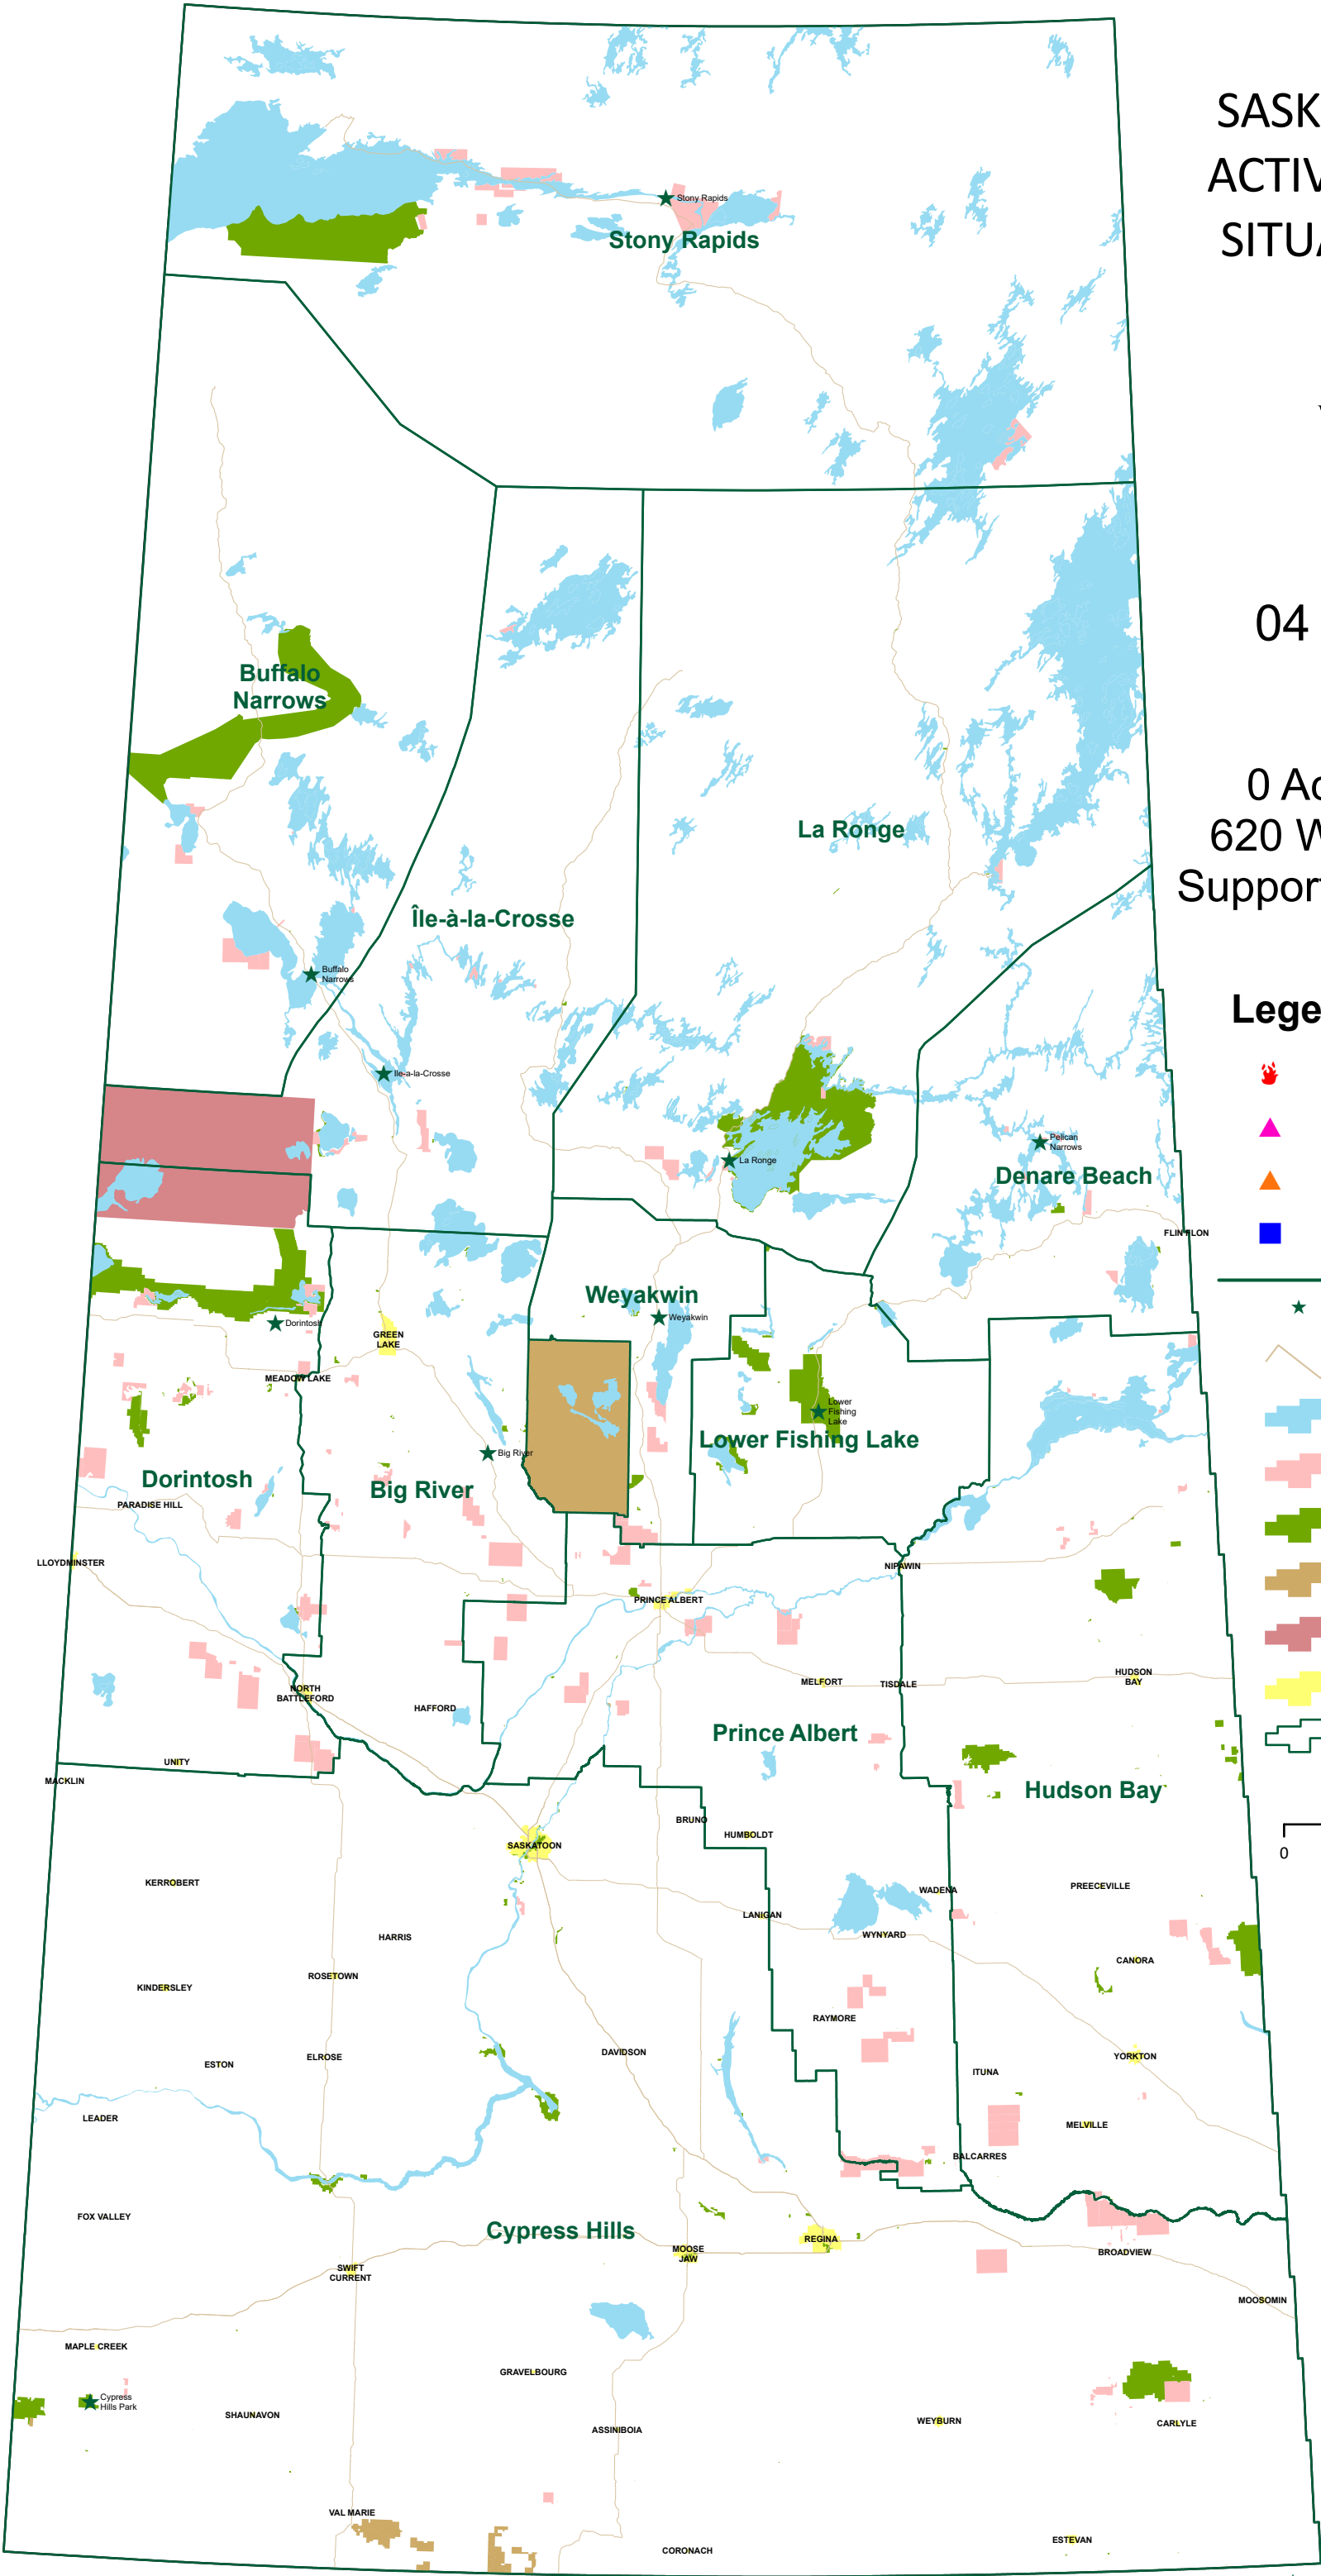 SASK
ACTIV
SITUA
04
0 Ac
620 W
Support
Lege
0
Stony Rapids
Stony Rapids
Buffalo
Narrows
La Ronge
Île-à-la-Crosse
Buffalo
Narrows
Ile-a-la-Crosse
Pelican
Narrows
La Ronge
Denare Beach
FLIN FLON
Weyakwin
Weyakwin
Dorintosh
GREEN
LAKE
MEADOW LAKE
Lower
Fishing
Lake
Lower Fishing Lake
Big River
Dorintosh
Big River
PARADISE HILL
LLOYDMINSTER
NIPAWIN
PRINCE ALBERT
HUDSON
BAY
MELFORT
TISDALE
NORTH
BATTLEFORD
HAFFORD
Prince Albert
UNITY
MACKLIN
Hudson Bay
BRUNO
HUMBOLDT
SASKATOON
KERROBERT
PREECEVILLE
WADENA
LANIGAN
WYNYARD
HARRIS
CANORA
ROSETOWN
KINDERSLEY
RAYMORE
DAVIDSON
YORKTON
ELROSE
ESTON
ITUNA
LEADER
MELVILLE
BALCARRES
FOX VALLEY
Cypress Hills
REGINA
MOOSE
JAW
BROADVIEW
SWIFT
CURRENT
MOOSOMIN
MAPLE CREEK
GRAVELBOURG
Cypress
Hills Park
SHAUNAVON
WEYBURN
CARLYLE
ASSINIBOIA
VAL MARIE
ESTEVAN
CORONACH